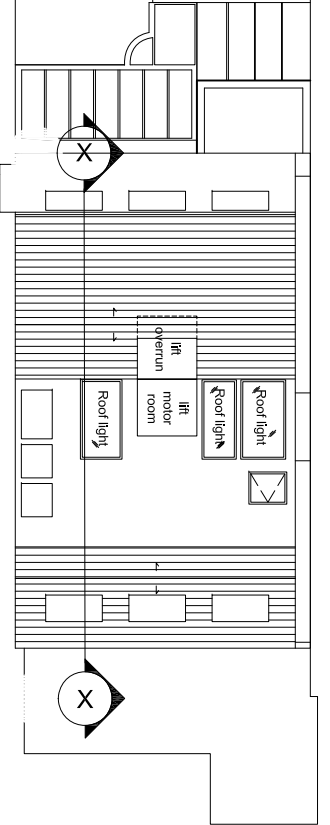 X
lift
overrun
Roof light
lift
motor
room
Roof light
Roof light
X